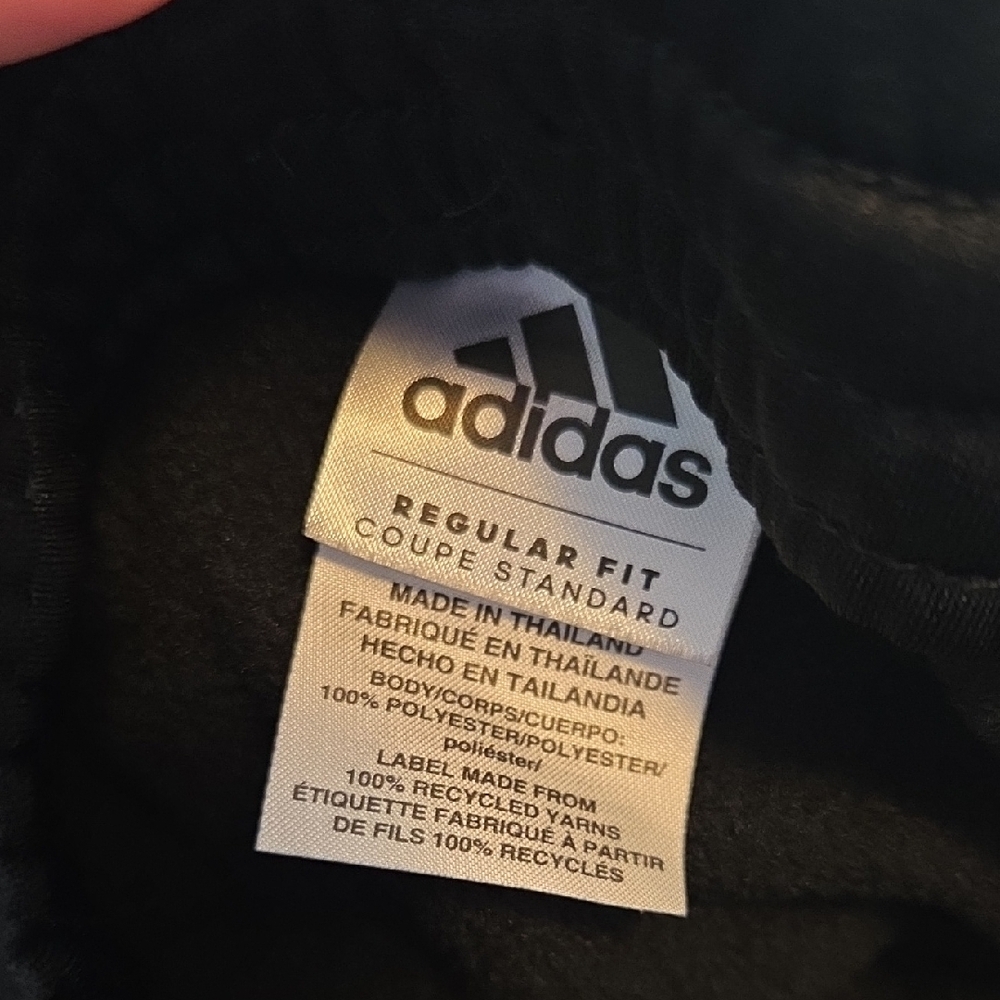 adidas
REGULAR FIT
COUPE STANDARD
MADE IN THAILAND
FABRIQUÉ EN THAÏLANDE
HECHO EN TAILANDIA
BODY/CORPS/CUERPO:
100% POLYESTER/POLYESTER/
poliéster/
LABEL MADE FROM
100% RECYCLED YARNS
ÉTIQUETTE FABRIQUÉ À PARTIR
DE FILS 100% RECYCLÉS